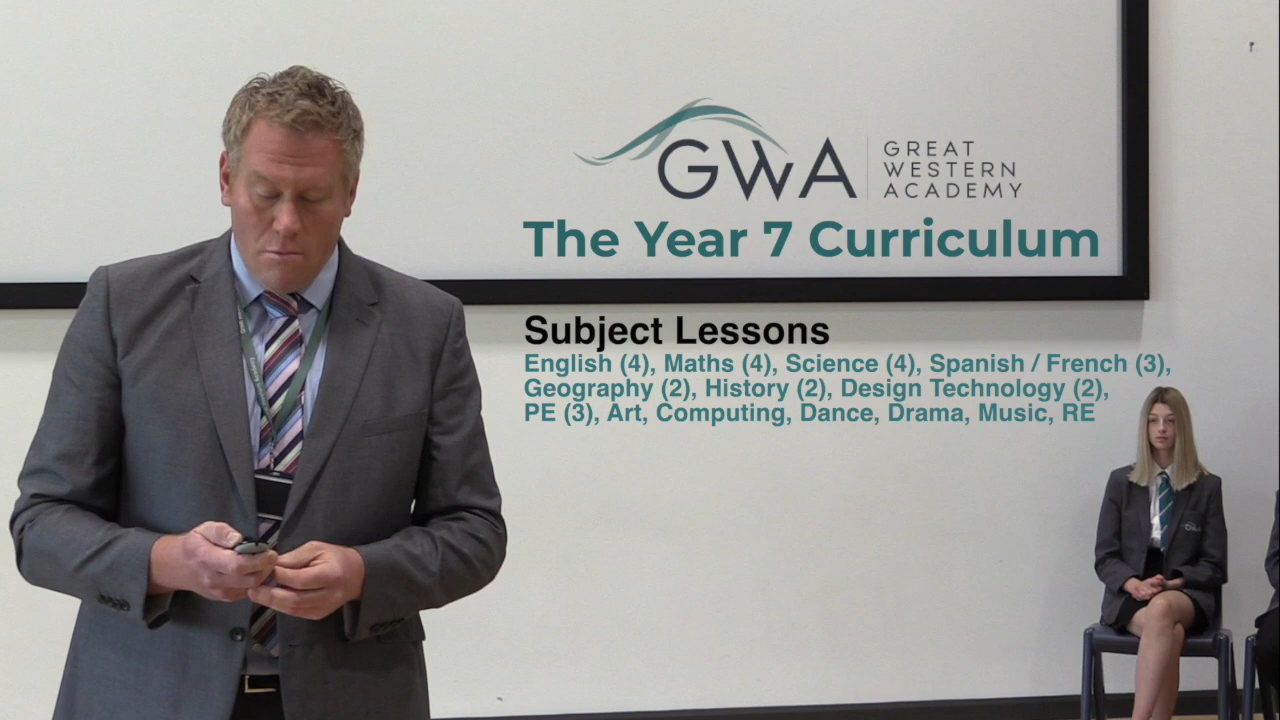 GWA
GREAT
WESTERN
ACADEMY
The Year 7 Curriculum
Subject Lessons
English (4), Maths (4), Science (4), Spanish / French (3),
Geography (2), History (2), Design Technology (2),
PE (3), Art, Computing, Dance, Drama, Music, RE